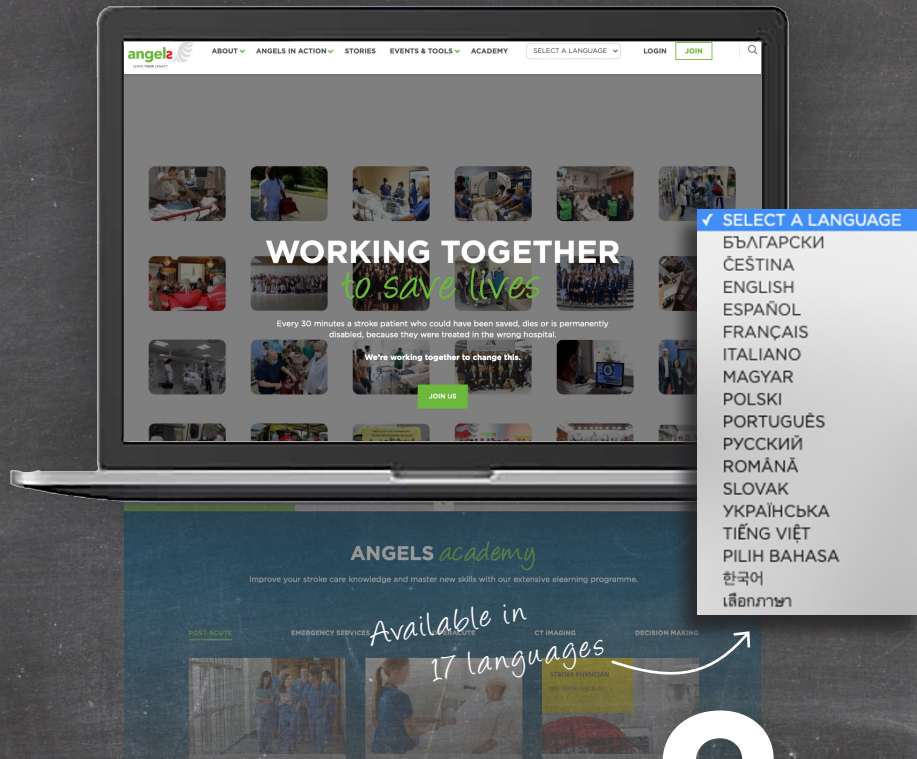 angels
LEAVE YOUR LEGACY
ABOUT
ANGELS IN ACTION
STORIES
EVENTS & TOOLS
ACADEMY
SELECT A LANGUAGE
LOGIN
JOIN
WORKING TOGETHER
to save lives
Every 30 minutes a stroke patient who could have been saved, dies or is permanently
disabled, because they were treated in the wrong hospital.
We're working together to change this.
JOIN US
✓ SELECT A LANGUAGE
БЪЛГАРСКИ
ČEŠTINA
ENGLISH
ESPAÑOL
FRANÇAIS
ITALIANO
MAGYAR
POLSKI
PORTUGUÊS
РУССКИЙ
ROMÂNĂ
SLOVAK
УКРАЇНСЬКА
TIẾNG VIỆT
PILIH BAHASA
한국어
เลือกภาษา
ANGELS academy
Improve your stroke care knowledge and master new skills with our extensive elearning programme.
POST ACUTE
EMERGENCY SERVICES
CT IMAGING
DECISION MAKING
Available in
17 languages
STROKE PHYSICIAN